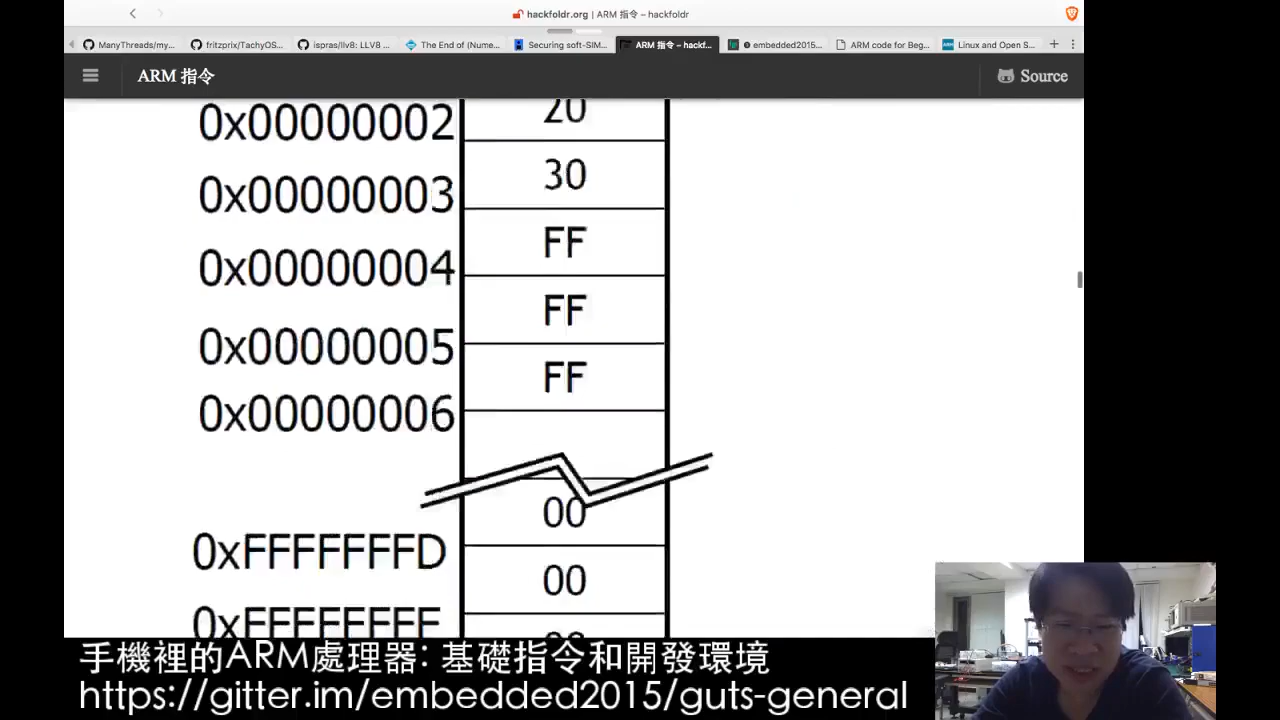 hackfoldr.org | ARM 指令 – hackfoldr
ManyThreads/my...
fritzprix/TachyOS...
ispras/llv8: LLV8 ...
The End of (Nume...
Securing soft-SIM...
ARM 指令 – hackf...
embedded2015...
ARM code for Beg...
Linux and Open S...
ARM 指令
Source
0x00000002
20
0x00000003
30
0x00000004
FF
0x00000005
FF
0x00000006
FF
00
0xFFFFFFFD
00
手機裡的ARM處理器: 基礎指令和開發環境
https://gitter.im/embedded2015/guts-general